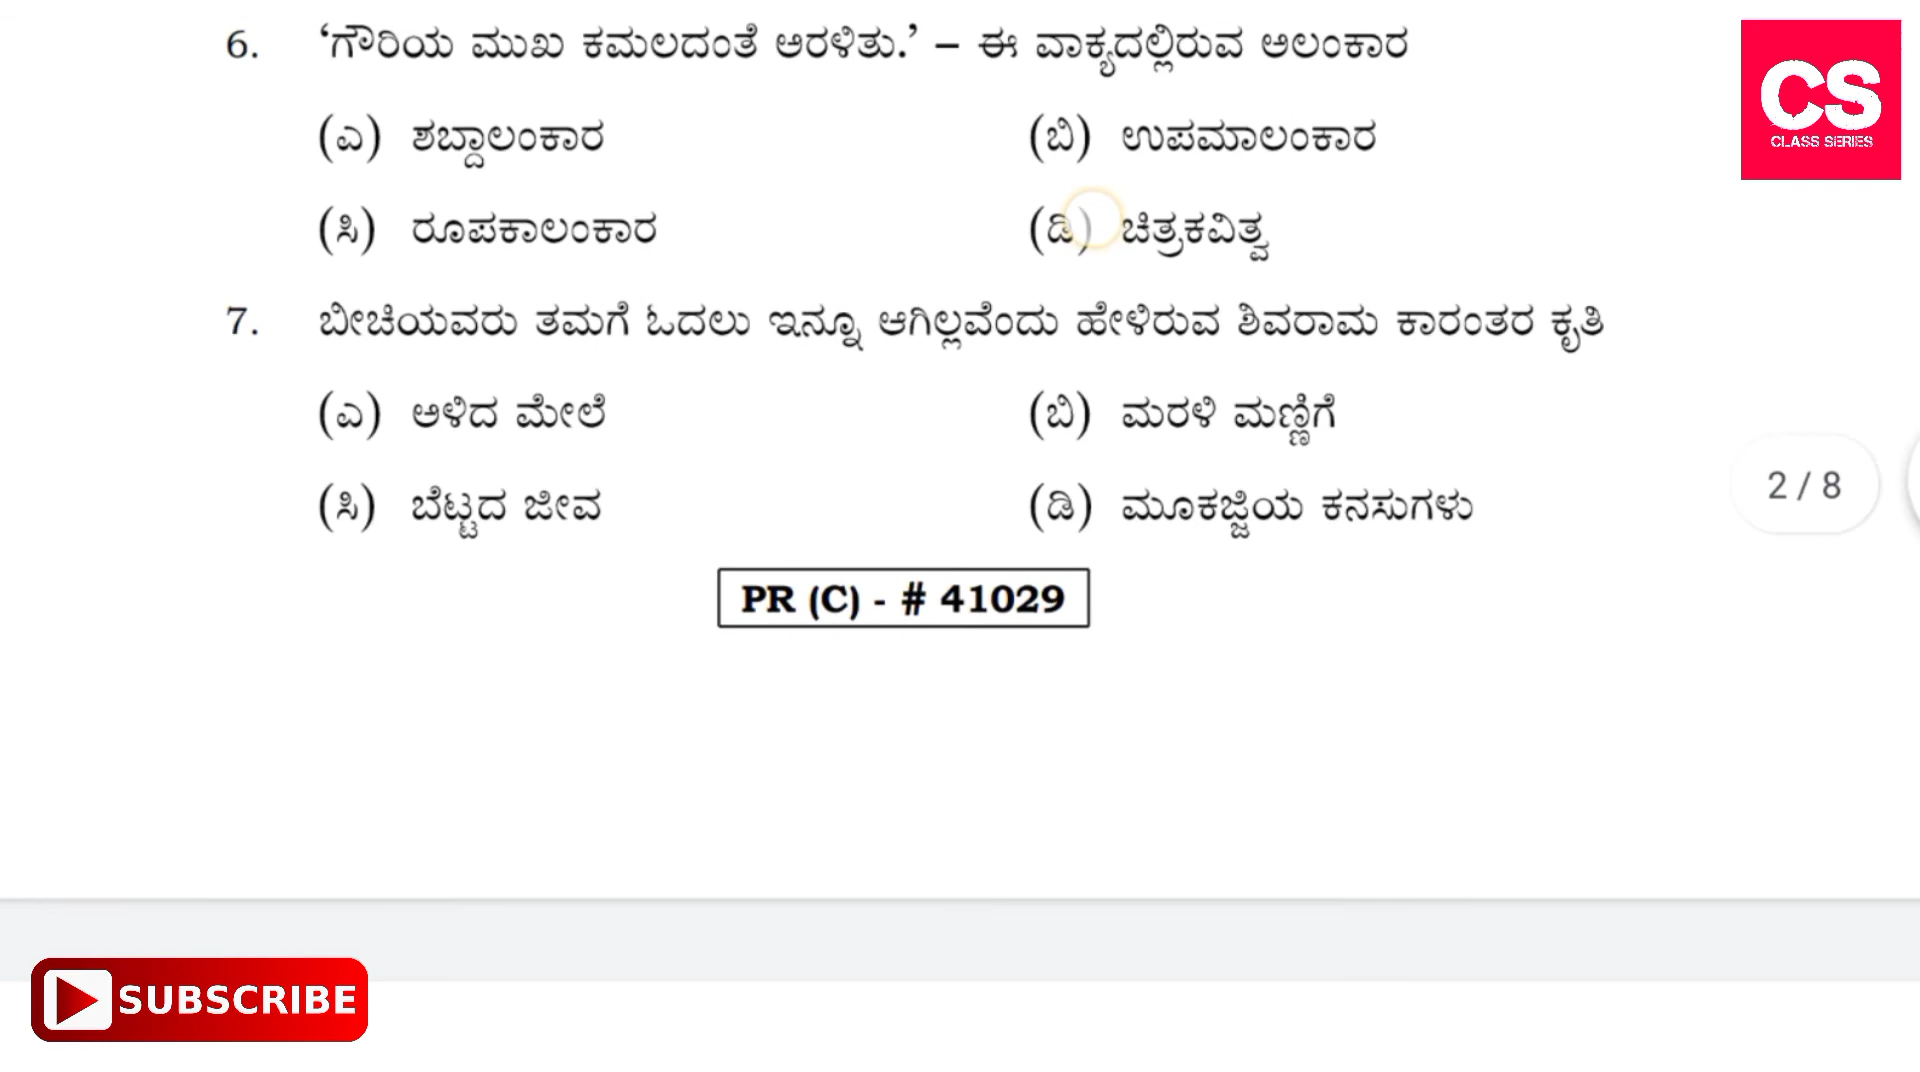 6. ‘ಗೌರಿಯ ಮುಖ ಕಮಲದಂತೆ ಅರಳಿತು.’ – ಈ ವಾಕ್ಯದಲ್ಲಿರುವ ಅಲಂಕಾರ
(ಎ) ಶಬ್ದಾಲಂಕಾರ (ಬಿ) ಉಪಮಾಲಂಕಾರ
(ಸಿ) ರೂಪಕಾಲಂಕಾರ (ಡಿ) ಚಿತ್ರಕವಿತ್ವ
7. ಬೀಚಿಯವರು ತಮಗೆ ಓದಲು ಇನ್ನೂ ಆಗಿಲ್ಲವೆಂದು ಹೇಳಿರುವ ಶಿವರಾಮ ಕಾರಂತರ ಕೃತಿ
(ಎ) ಅಳಿದ ಮೇಲೆ (ಬಿ) ಮರಳಿ ಮಣ್ಣಿಗೆ
(ಸಿ) ಬೆಟ್ಟದ ಜೀವ (ಡಿ) ಮೂಕಜ್ಜಿಯ ಕನಸುಗಳು
PR (C) - # 41029
CS
CLASS SERIES
2 / 8
SUBSCRIBE